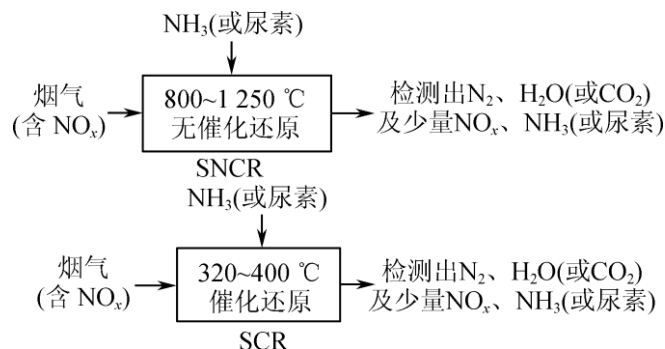 NH₃(或尿素)
烟气
(含 NOₓ)
800~1 250 ℃
无催化还原
检测出N₂、H₂O(或CO₂)
及少量NOₓ、NH₃(或尿素)
SNCR
NH₃(或尿素)
烟气
(含 NOₓ)
320~400 ℃
催化还原
检测出N₂、H₂O(或CO₂)
及少量NOₓ、NH₃(或尿素)
SCR